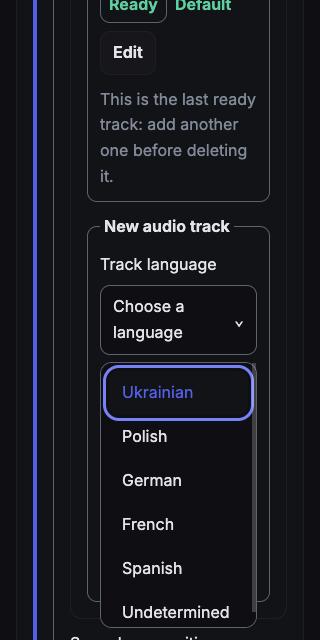 Ready Default
Edit
This is the last ready
track: add another
one before deleting
it.
New audio track
Track language
Choose a
language
Ukrainian
Polish
German
French
Spanish
Undetermined